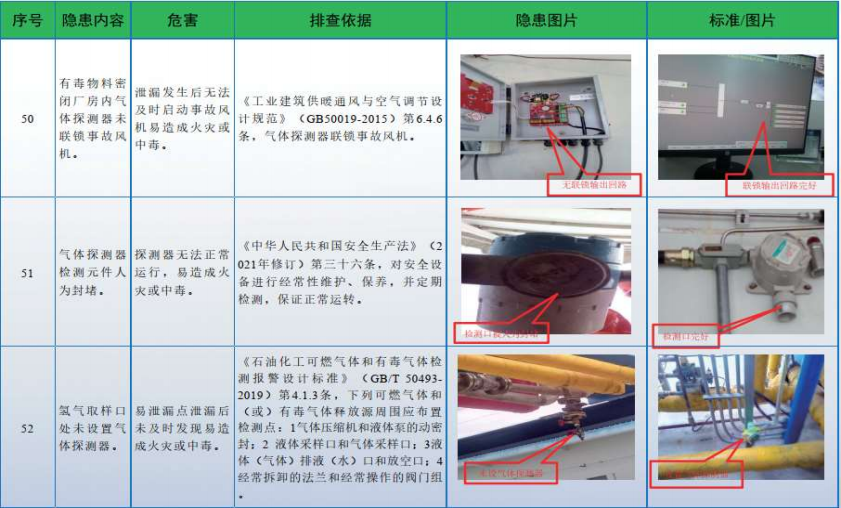 序号 隐患内容 危害 排查依据 隐患图片 标准/图片
50
有毒物料密
闭厂房内气
体探测器未
联锁事故风
机。
泄漏发生后无法
及时启动事故风
机易造成火灾或
中毒。
《工业建筑供暖通风与空气调节设
计规范》（GB50019-2015）第6.4.6
条，气体探测器联锁事故风机。
无联锁输出回路
联锁输出回路完好
51
气体探测器
检测元件人
为封堵。
探测器无法正常
运行，易造成火
灾或中毒。
《中华人民共和国安全生产法》（2
021年修订）第三十六条，对安全设
备进行经常性维护、保养，并定期
检测，保证正常运转。
检测口被人为封堵
检测口完好
52
氢气取样口
处未设置气
体探测器。
易泄漏点泄漏后
未及时发现易造
成火灾或中毒。
《石油化工可燃气体和有毒气体检
测报警设计标准》（GB/T 50493-
2019）第4.1.3条，下列可燃气体和
（或）有毒气体释放源周围应布置
检测点：1气体压缩机和液体泵的动密
封；2 液体采样口和气体采样口；3液
体（气体）排液（水）口和放空口；4
经常拆卸的法兰和经常操作的阀门组
。